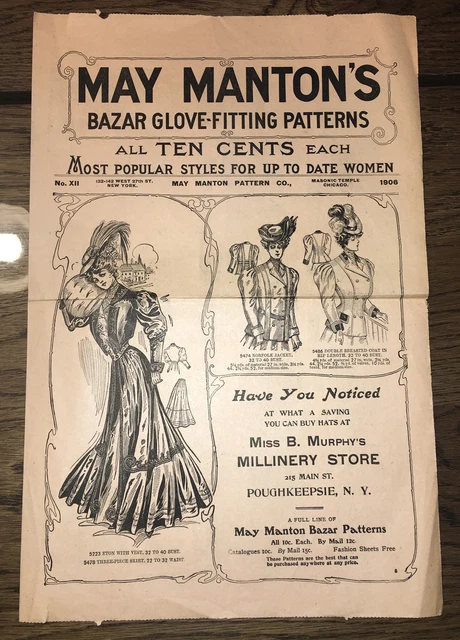 MAY MANTON'S
BAZAR GLOVE-FITTING PATTERNS
ALL TEN CENTS EACH
MOST POPULAR STYLES FOR UP TO DATE WOMEN
No. XII 132-142 WEST 27th ST. NEW YORK. MAY MANTON PATTERN CO., MASONIC TEMPLE CHICAGO. 1906
5474 NORFOLK JACKET,
32 TO 40 BUST.
5486 DOUBLE BREASTED COAT IN
HIP LENGTH, 32 TO 40 BUST.
Have You Noticed
AT WHAT A SAVING
YOU CAN BUY HATS AT
MISS B. MURPHY'S
MILLINERY STORE
215 MAIN ST.
POUGHKEEPSIE, N. Y.
A FULL LINE OF
May Manton Bazar Patterns
All 10c. Each. By Mail 12c.
Catalogues 10c. By Mail 15c. Fashion Sheets Free
These Patterns are the best that can
be purchased anywhere at any price.
5223 ETON WITH VEST, 32 TO 40 BUST.
5478 THREE-PIECE SKIRT, 22 TO 32 WAIST.